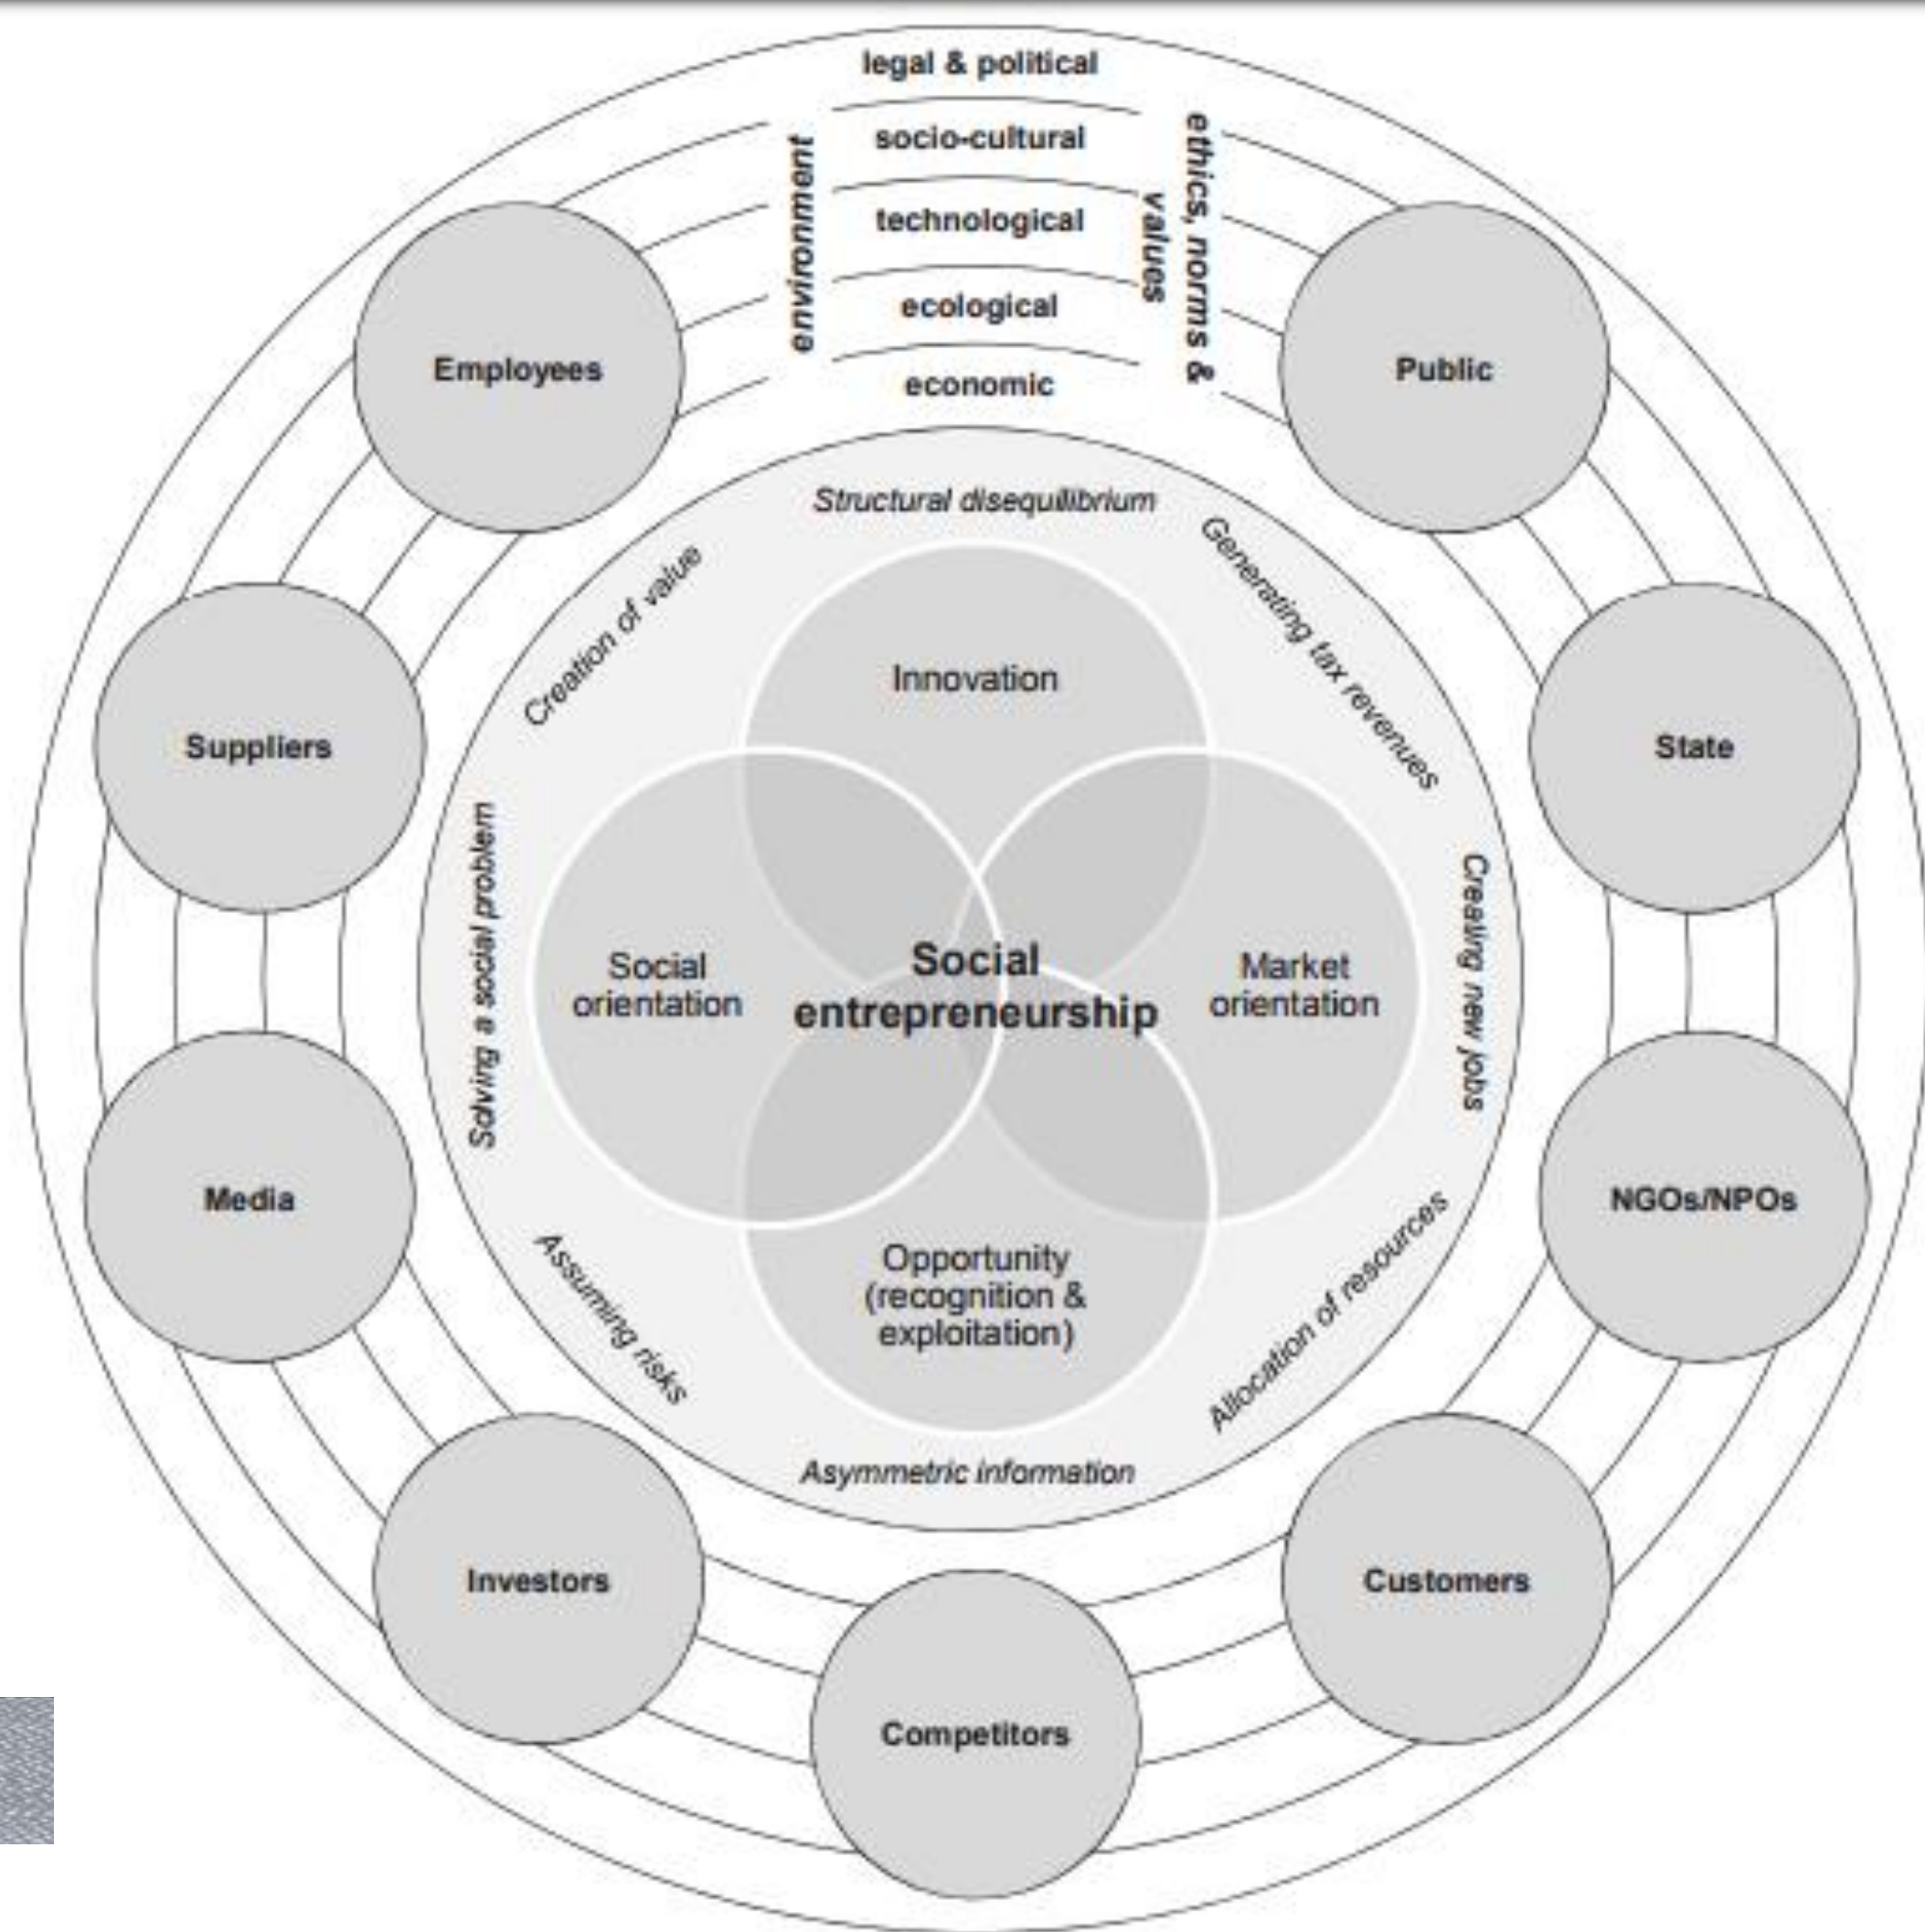 legal & political
socio-cultural
technological
ecological
economic
environment
ethics, norms &
values
Employees
Public
Suppliers
State
Media
NGOs/NPOs
Investors
Customers
Competitors
Structural disequilibrium
Generating tax revenues
Creating new jobs
Allocation of resources
Asymmetric information
Assuming risks
Solving a social problem
Creation of value
Innovation
Social
orientation
Social
entrepreneurship
Market
orientation
Opportunity
(recognition &
exploitation)